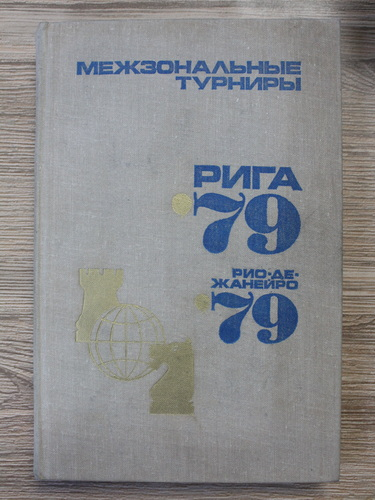 МЕЖЗОНАЛЬНЫЕ
ТУРНИРЫ
РИГА
79
РИО·ДЕ·
ЖАНЕЙРО
79